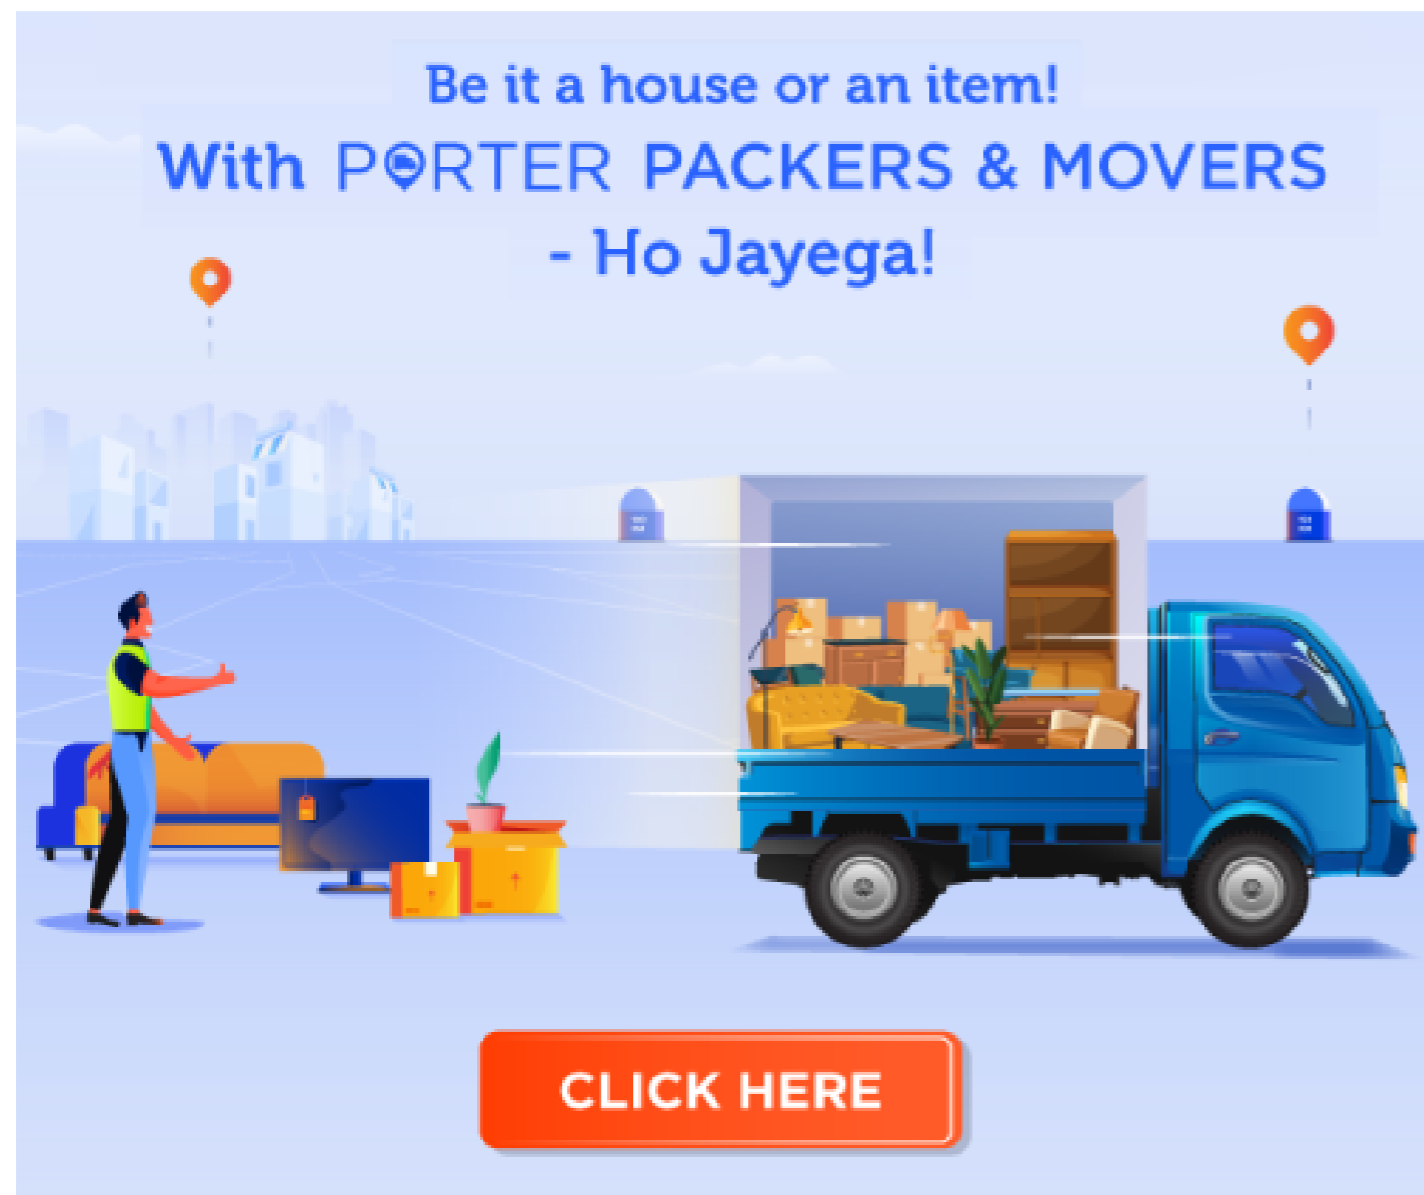 Be it a house or an item!
With PORTER PACKERS & MOVERS
- Ho Jayega!
CLICK HERE